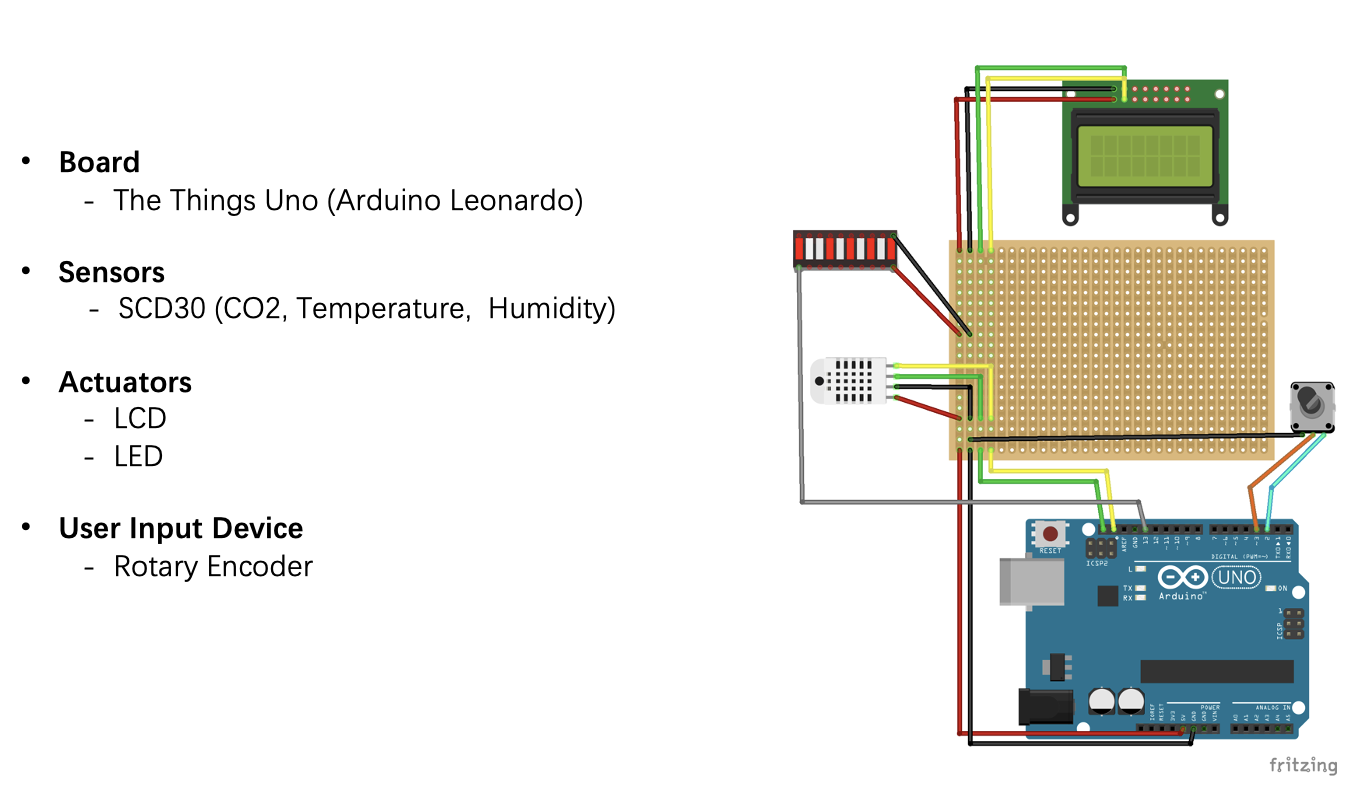 • Board
- The Things Uno (Arduino Leonardo)
• Sensors
- SCD30 (CO2, Temperature,  Humidity)
• Actuators
- LCD
- LED
• User Input Device
- Rotary Encoder
RESET
ICSP2
AREF
GND
13
12
~11
~10
~9
8
7
~6
~5
4
~3
2
TX▶1
RX◀0
DIGITAL (PWM=~)
L
TX
RX
Arduino™
UNO
ON
1
ICSP
IOREF
RESET
3V3
5V
GND
GND
VIN
POWER
A0
A1
A2
A3
A4
A5
ANALOG IN
fritzing